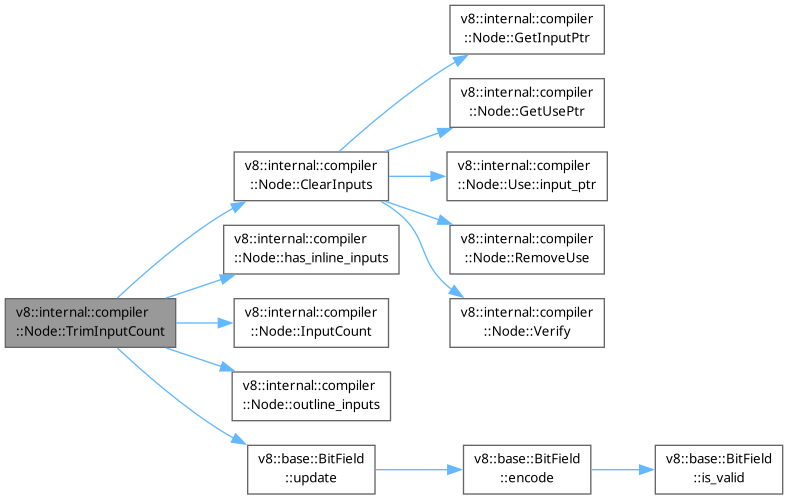 v8::internal::compiler
::Node::TrimInputCount
v8::internal::compiler
::Node::ClearInputs
v8::internal::compiler
::Node::GetInputPtr
v8::internal::compiler
::Node::GetUsePtr
v8::internal::compiler
::Node::Use::input_ptr
v8::internal::compiler
::Node::RemoveUse
v8::internal::compiler
::Node::Verify
v8::internal::compiler
::Node::has_inline_inputs
v8::internal::compiler
::Node::InputCount
v8::internal::compiler
::Node::outline_inputs
v8::base::BitField
::update
v8::base::BitField
::encode
v8::base::BitField
::is_valid